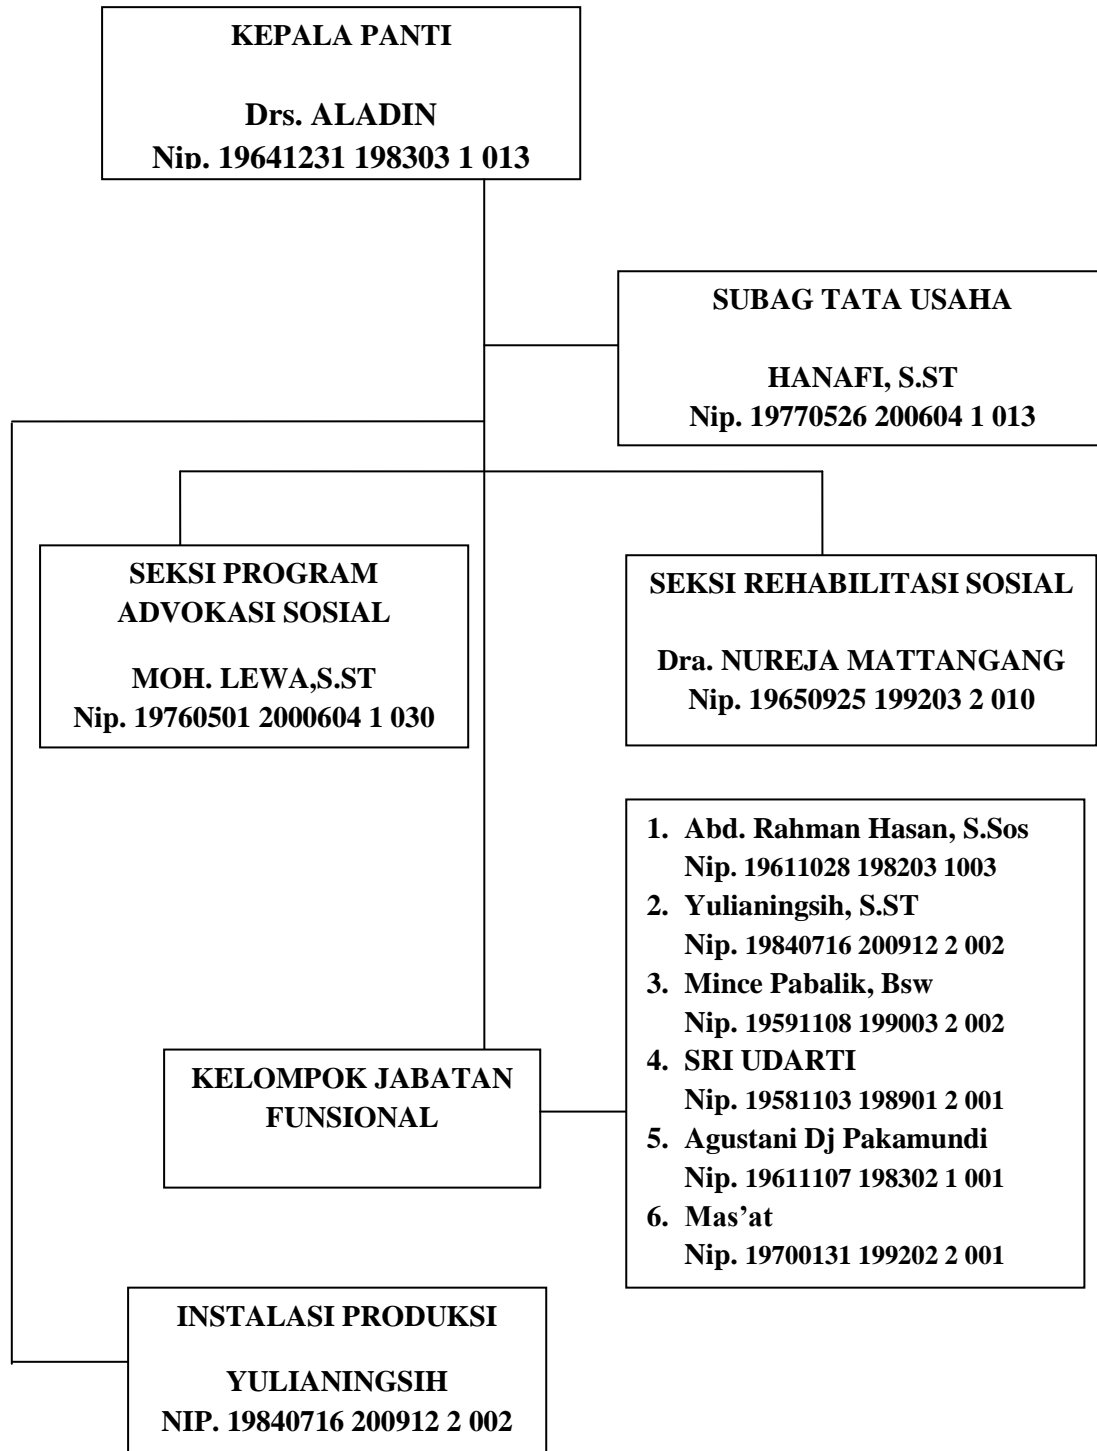 KEPALA PANTI
Drs. ALADIN
Nip. 19641231 198303 1 013
SUBAG TATA USAHA
HANAFI, S.ST
Nip. 19770526 200604 1 013
SEKSI PROGRAM
ADVOKASI SOSIAL
MOH. LEWA,S.ST
Nip. 19760501 2000604 1 030
SEKSI REHABILITASI SOSIAL
Dra. NUREJA MATTANGANG
Nip. 19650925 199203 2 010
1. Abd. Rahman Hasan, S.Sos
Nip. 19611028 198203 1003
2. Yulianingsih, S.ST
Nip. 19840716 200912 2 002
3. Mince Pabalik, Bsw
Nip. 19591108 199003 2 002
4. SRI UDARTI
Nip. 19581103 198901 2 001
5. Agustani Dj Pakamundi
Nip. 19611107 198302 1 001
6. Mas’at
Nip. 19700131 199202 2 001
KELOMPOK JABATAN
FUNSIONAL
INSTALASI PRODUKSI
YULIANINGSIH
NIP. 19840716 200912 2 002